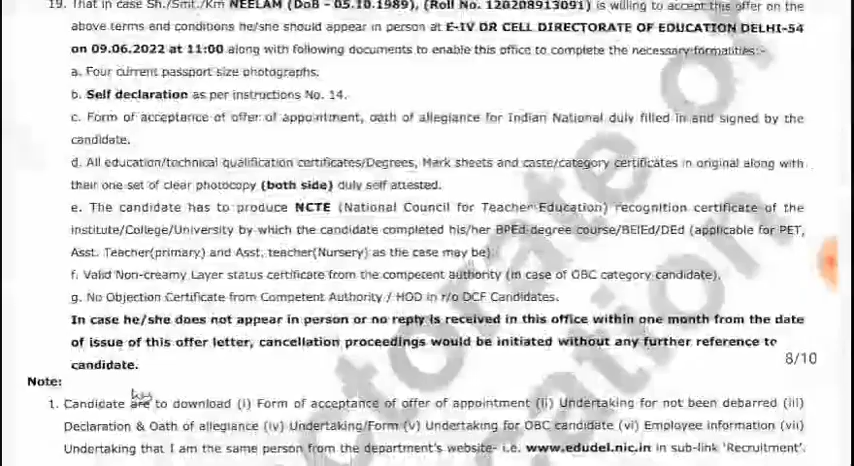 19. That in case Sh./Smt./Km NEELAM (DoB - 05.10.1989), (Roll No. 120208913091) is willing to accept this offer on the
above terms and conditions he/she should appear in person at E-IV DR CELL DIRECTORATE OF EDUCATION DELHI-54
on 09.06.2022 at 11:00 along with following documents to enable this office to complete the necessary formalities:-
a. Four current passport size photographs.
b. Self declaration as per instructions No. 14.
c. Form of acceptance of offer of appointment, oath of allegiance for Indian National duly filled in and signed by the
candidate.
d. All education/technical qualification certificates/Degrees, Mark sheets and caste/category certificates in original along with
their one set of clear photocopy (both side) duly self attested.
e. The candidate has to produce NCTE (National Council for Teacher Education) recognition certificate of the
institute/College/University by which the candidate completed his/her BPEd degree course/BElEd/DEd (applicable for PET,
Asst. Teacher(primary) and Asst. teacher(Nursery) as the case may be)
f. Valid Non-creamy Layer status certificate from the competent authority (in case of OBC category candidate).
g. No Objection Certificate from Competent Authority / HOD in r/o DCF Candidates.
In case he/she does not appear in person or no reply is received in this office within one month from the date
of issue of this offer letter, cancellation proceedings would be initiated without any further reference to
candidate.
8/10
Note:
1. Candidate has to download (i) Form of acceptance of offer of appointment (ii) Undertaking for not been debarred (iii)
Declaration & Oath of allegiance (iv) Undertaking/Form (v) Undertaking for OBC candidate (vi) Employee information (vii)
Undertaking that I am the same person from the department's website- i.e. www.edudel.nic.in in sub-link 'Recruitment'.
ctorate of
cation